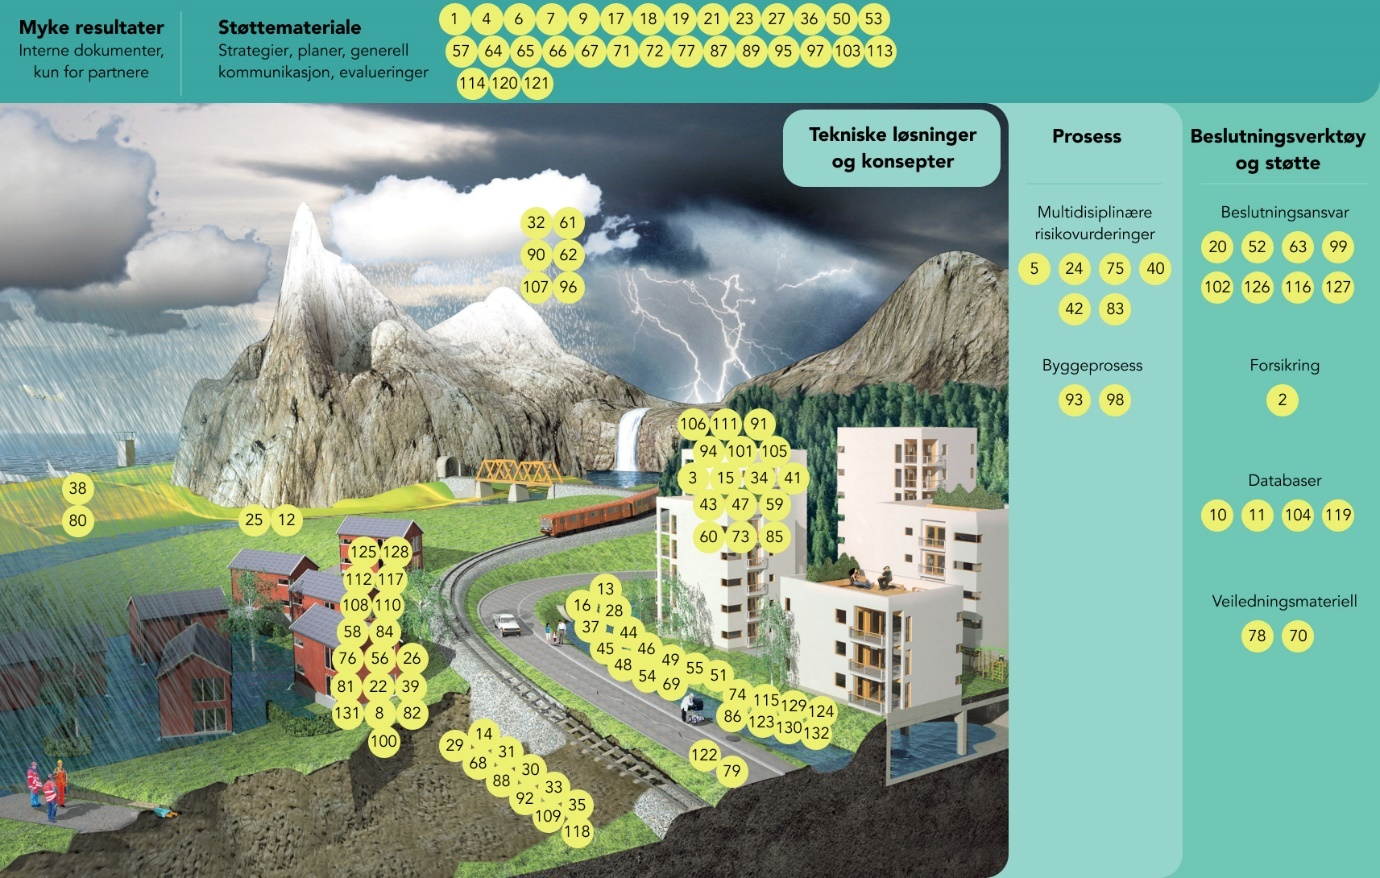 Myke resultater
Interne dokumenter,
kun for partnere
Støttemateriale
Strategier, planer, generell
kommunikasjon, evalueringer
1 4 6 7 9 17 18 19 21 23 27 36 50 53
57 64 65 66 67 71 72 77 87 89 95 97 103 113
114 120 121
Tekniske løsninger
og konsepter
32 61
90 62
107 96
38
80
25 12
106 111 91
94 101 105
3 15 34 41
43 47 59
60 73 85
125 128
112 117
108 110
58 84
76 56 26
81 22 39
131 8 82
100
13
16 28
37 44
45 46
48 49 55 51
54 69
74 115 129 124
86 123 130 132
122
79
14
29 31
68 30
88 33
92 35
109
118
Prosess
Multidisiplinære
risikovurderinger
5 24 75 40
42 83
Byggeprosess
93 98
Beslutningsverktøy
og støtte
Beslutningsansvar
20 52 63 99
102 126 116 127
Forsikring
2
Databaser
10 11 104 119
Veiledningsmateriell
78 70